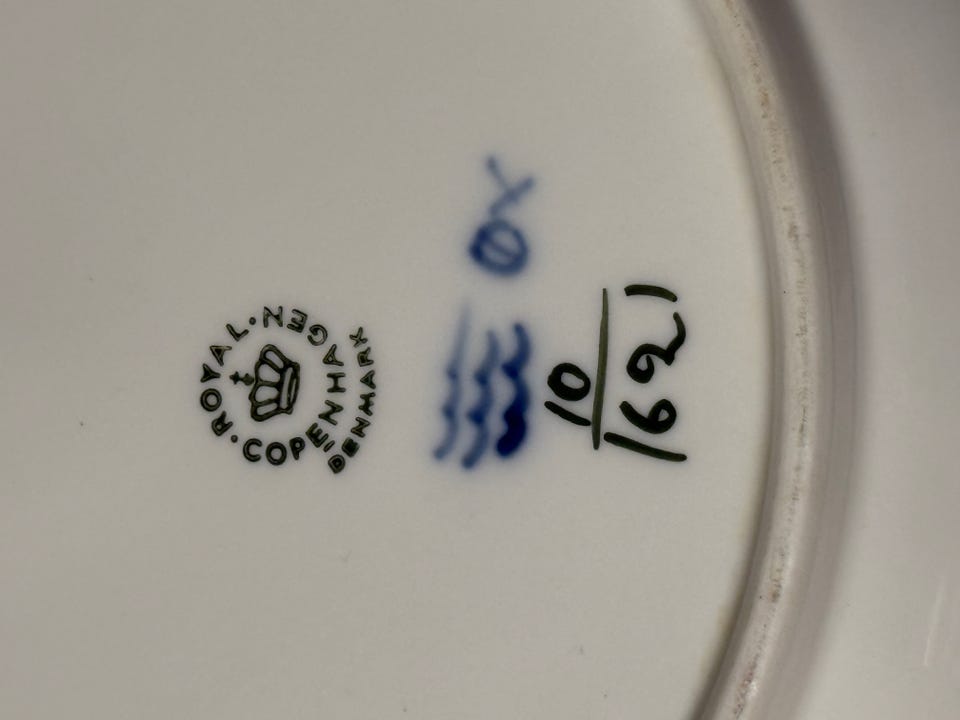 ROYAL · COPENHAGEN ·
DENMARK
10
1621